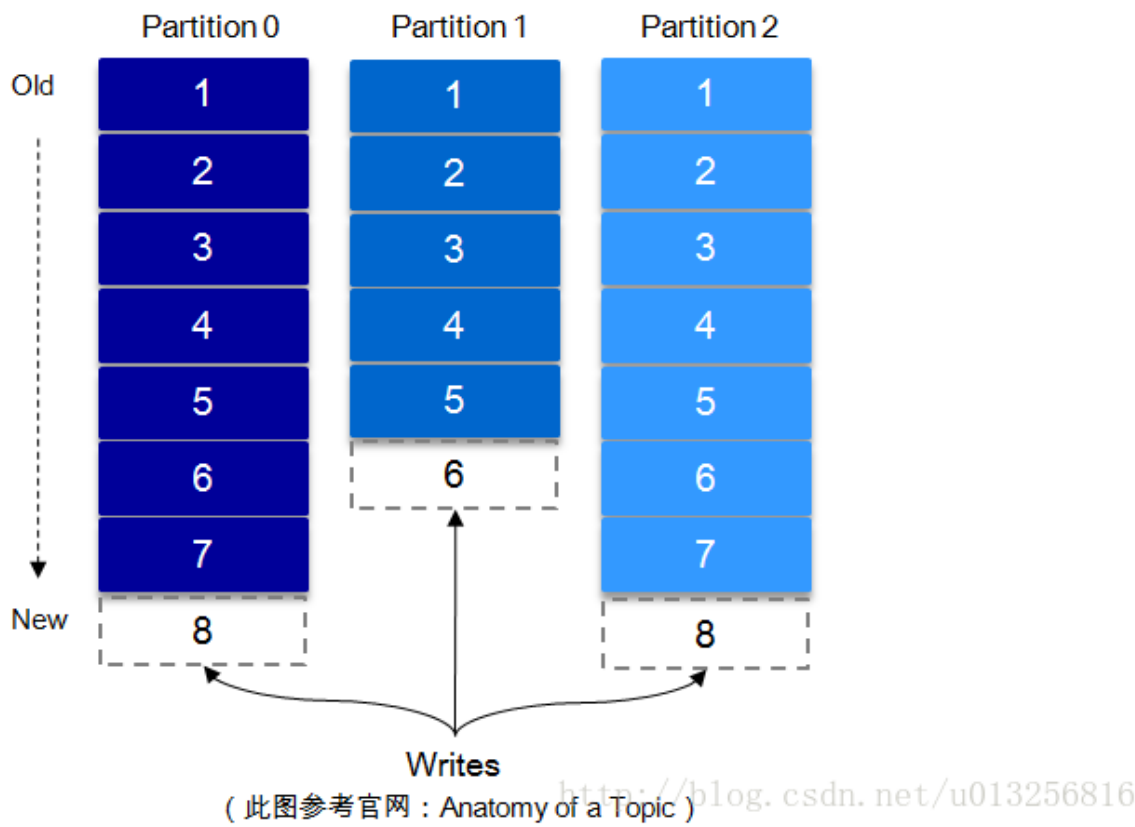 Partition 0 Partition 1 Partition 2
Old 1 1 1
2 2 2
3 3 3
4 4 4
5 5 5
6 6 6
7 7
New 8 8
Writes
(此图参考官网：Anatomy of a Topic)
http://blog.csdn.net/u013256816